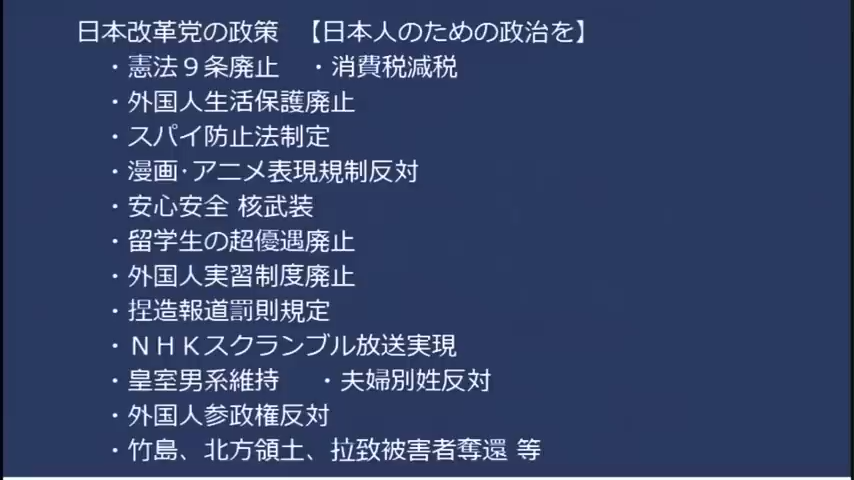 日本改革党の政策　【日本人のための政治を】
・憲法９条廃止　・消費税減税
・外国人生活保護廃止
・スパイ防止法制定
・漫画・アニメ表現規制反対
・安心安全 核武装
・留学生の超優遇廃止
・外国人実習制度廃止
・捏造報道罰則規定
・ＮＨＫスクランブル放送実現
・皇室男系維持　・夫婦別姓反対
・外国人参政権反対
・竹島、北方領土、拉致被害者奪還 等